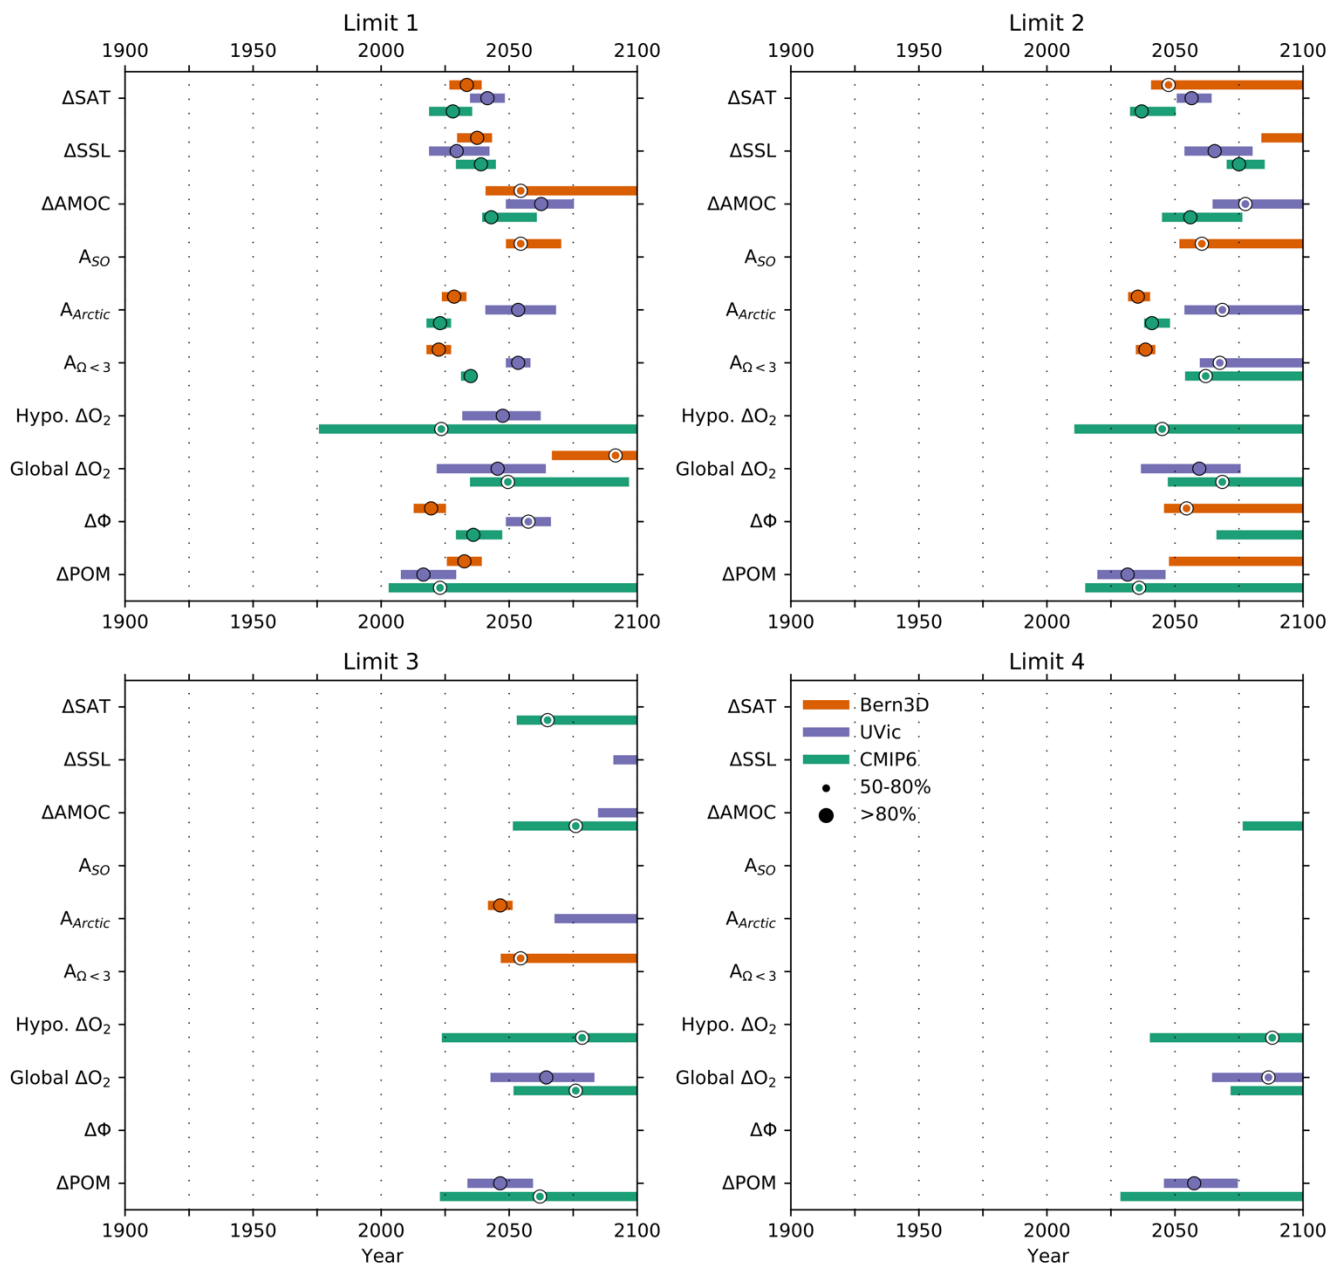 Limit 1
1900 1950 2000 2050 2100
ΔSAT
ΔSSL
ΔAMOC
A_SO
A_Arctic
A_Ω<3
Hypo. ΔO₂
Global ΔO₂
ΔΦ
ΔPOM
1900 1950 2000 2050 2100
Limit 2
1900 1950 2000 2050 2100
ΔSAT
ΔSSL
ΔAMOC
A_SO
A_Arctic
A_Ω<3
Hypo. ΔO₂
Global ΔO₂
ΔΦ
ΔPOM
1900 1950 2000 2050 2100
Limit 3
ΔSAT
ΔSSL
ΔAMOC
A_SO
A_Arctic
A_Ω<3
Hypo. ΔO₂
Global ΔO₂
ΔΦ
ΔPOM
1900 1950 2000 2050 2100
Year
Limit 4
ΔSAT
ΔSSL
ΔAMOC
A_SO
A_Arctic
A_Ω<3
Hypo. ΔO₂
Global ΔO₂
ΔΦ
ΔPOM
Bern3D
UVic
CMIP6
50-80%
>80%
1900 1950 2000 2050 2100
Year